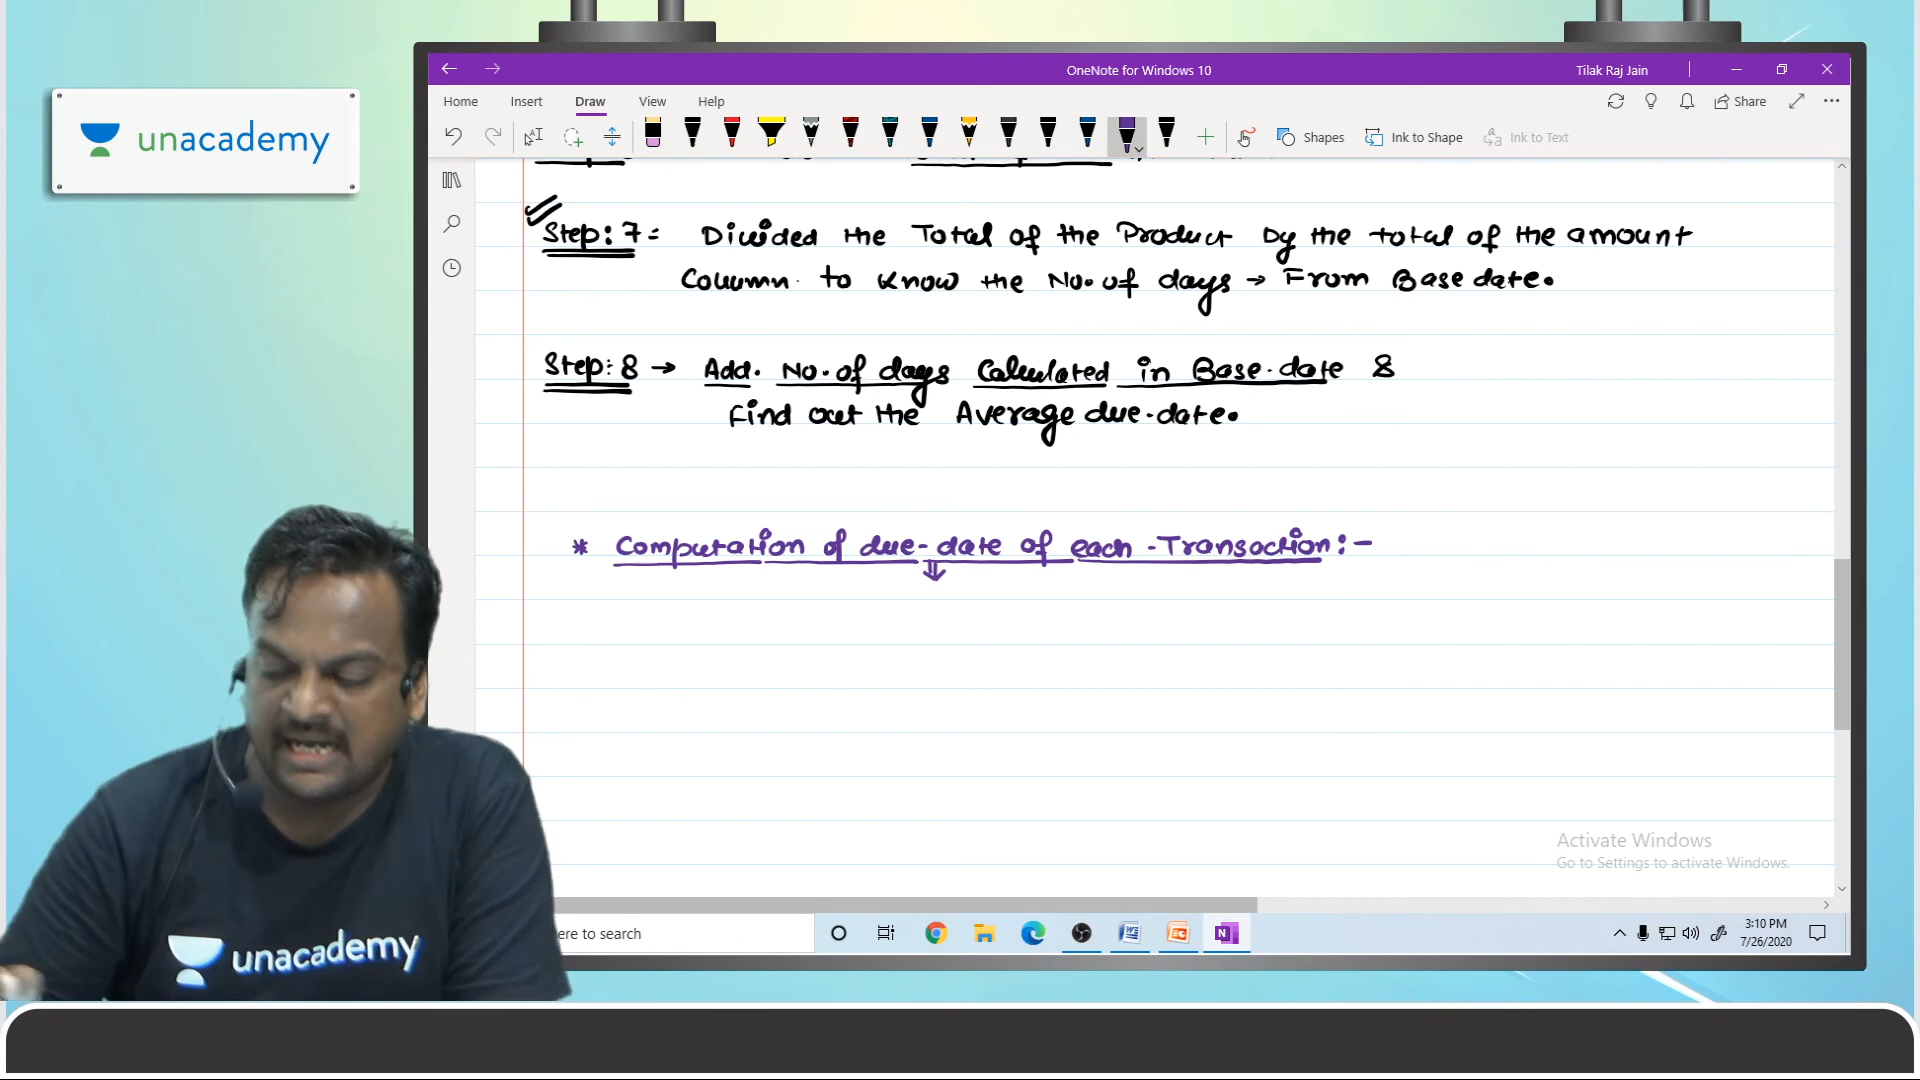 OneNote for Windows 10
Tilak Raj Jain
Home Insert Draw View Help
Share
Shapes
Ink to Shape
Ink to Text
unacademy
Step: 7= Divided the Total of the Product by the total of the amount
Column to know the No. of days → From Base date.
Step: 8 → Add. No. of days Calculated in Base-date &
Find out the Average due-date.
* Computation of due-date of each -Transaction:-
Activate Windows
Go to Settings to activate Windows.
unacademy
ere to search
3:10 PM
7/26/2020